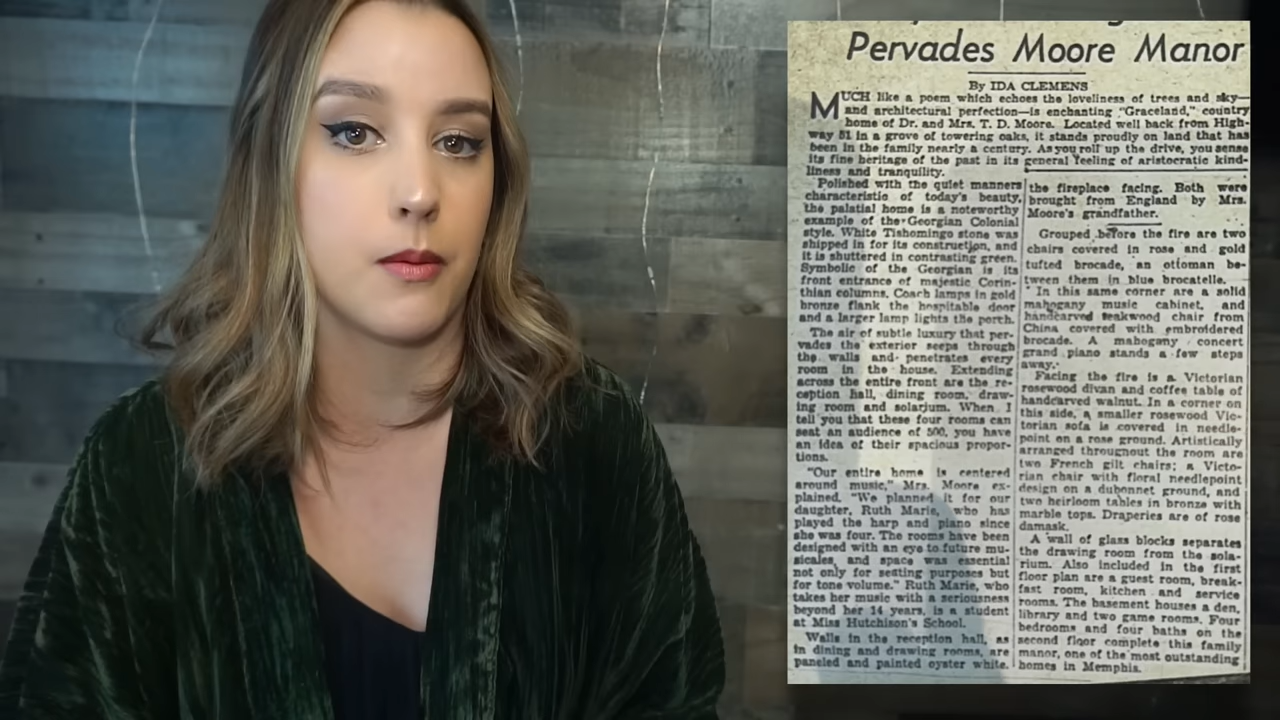 Pervades Moore Manor
By IDA CLEMENS
MUCH like a poem which echoes the loveliness of trees and sky—
and architectural perfection—is enchanting "Graceland," country
home of Dr. and Mrs. T. D. Moore. Located well back from High-
way 51 in a grove of towering oaks, it stands proudly on land that has
been in the family nearly a century. As you roll up the drive, you sense
its fine heritage of the past in its general feeling of aristocratic kind-
liness and tranquility.
Polished with the quiet manners
characteristic of today's beauty,
the palatial home is a noteworthy
example of the Georgian Colonial
style. White Tishomingo stone was
shipped in for its construction, and
it is shuttered in contrasting green.
Symbolic of the Georgian is its
front entrance of majestic Corin-
thian columns. Coach lamps in gold
bronze flank the hospitable door
and a larger lamp lights the porch.
The air of subtle luxury that per-
vades the exterior seeps through
the walls and penetrates every
room in the house. Extending
across the entire front are the re-
ception hall, dining room, draw-
ing room and solarium. When I
tell you that these four rooms can
seat an audience of 500, you have
an idea of their spacious propor-
tions.
"Our entire home is centered
around music," Mrs. Moore ex-
plained. "We planned it for our
daughter, Ruth Marie, who has
played the harp and piano since
she was four. The rooms have been
designed with an eye to future mu-
sicales, and space was essential
not only for seating purposes but
for tone volume." Ruth Marie, who
takes her music with a seriousness
beyond her 14 years, is a student
at Miss Hutchison's School.
Walls in the reception hall, as
in dining and drawing rooms, are
paneled and painted oyster white.
the fireplace facing. Both were
brought from England by Mrs.
Moore's grandfather.
Grouped before the fire are two
chairs covered in rose and gold
tufted brocade, an ottoman be-
tween them in blue brocatelle.
In this same corner are a solid
mahogany music cabinet, and
handcarved teakwood chair from
China covered with embroidered
brocade. A mahogany concert
grand piano stands a few steps
away.
Facing the fire is a Victorian
rosewood divan and coffee table of
handcarved walnut. In a corner on
this side, a smaller rosewood Vic-
torian sofa is covered in needle-
point on a rose ground. Artistically
arranged throughout the room are
two French gilt chairs; a Victo-
rian chair with floral needlepoint
design on a dubonnet ground, and
two heirloom tables in bronze with
marble tops. Draperies are of rose
damask.
A wall of glass blocks separates
the drawing room from the sola-
rium. Also included in the first
floor plan are a guest room, break-
fast room, kitchen and service
rooms. The basement houses a den,
library and two game rooms. Four
bedrooms and four baths on the
second floor complete this family
manor, one of the most outstanding
homes in Memphis.